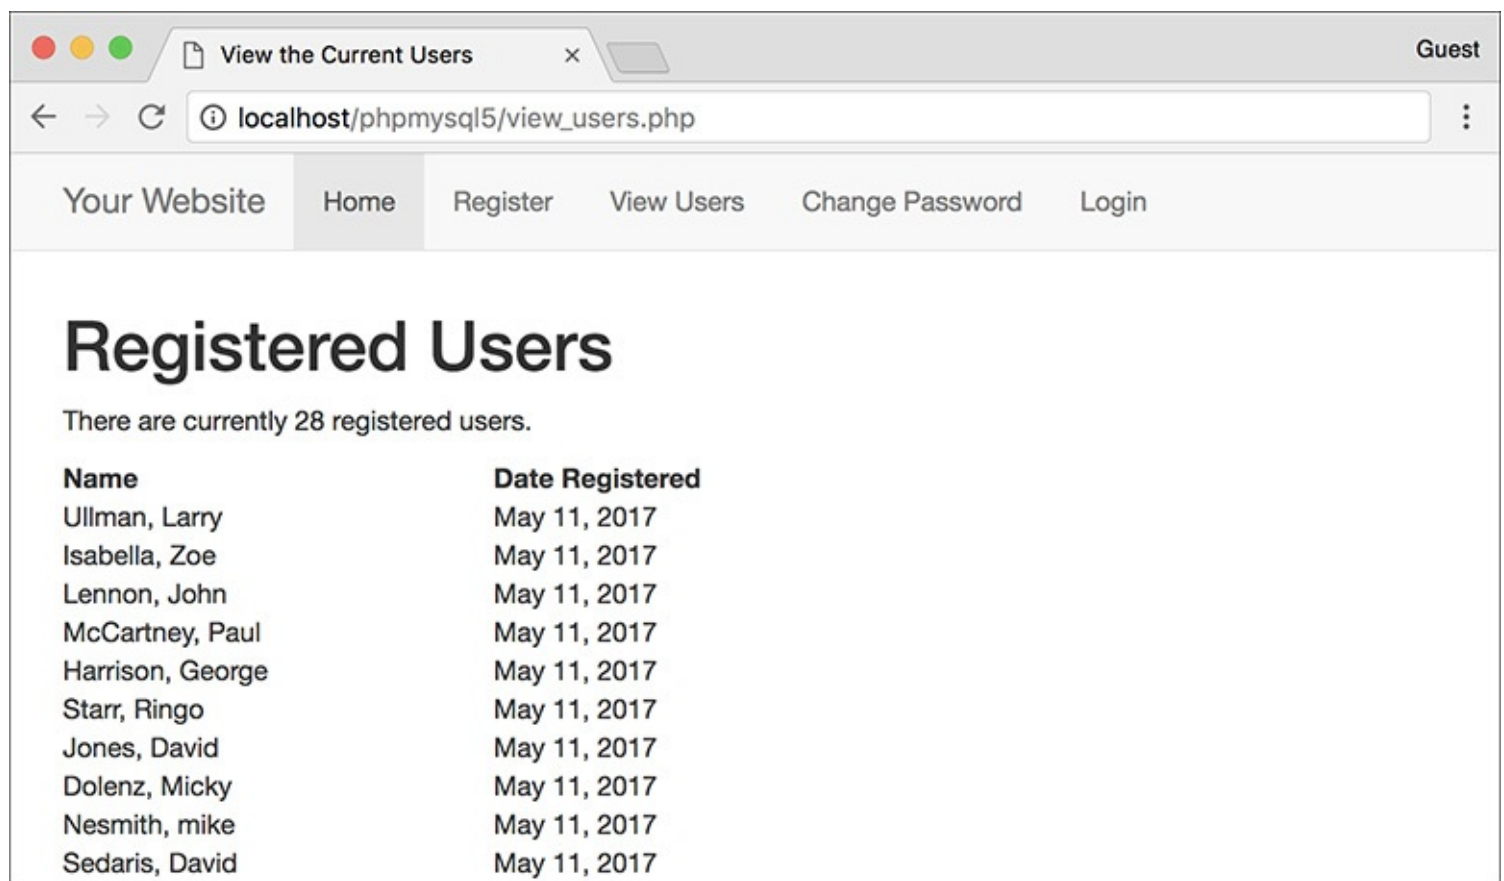 View the Current Users
Guest
localhost/phpmysql5/view_users.php
Your Website Home Register View Users Change Password Login
Registered Users
There are currently 28 registered users.
Name Date Registered
Ullman, Larry May 11, 2017
Isabella, Zoe May 11, 2017
Lennon, John May 11, 2017
McCartney, Paul May 11, 2017
Harrison, George May 11, 2017
Starr, Ringo May 11, 2017
Jones, David May 11, 2017
Dolenz, Micky May 11, 2017
Nesmith, mike May 11, 2017
Sedaris, David May 11, 2017